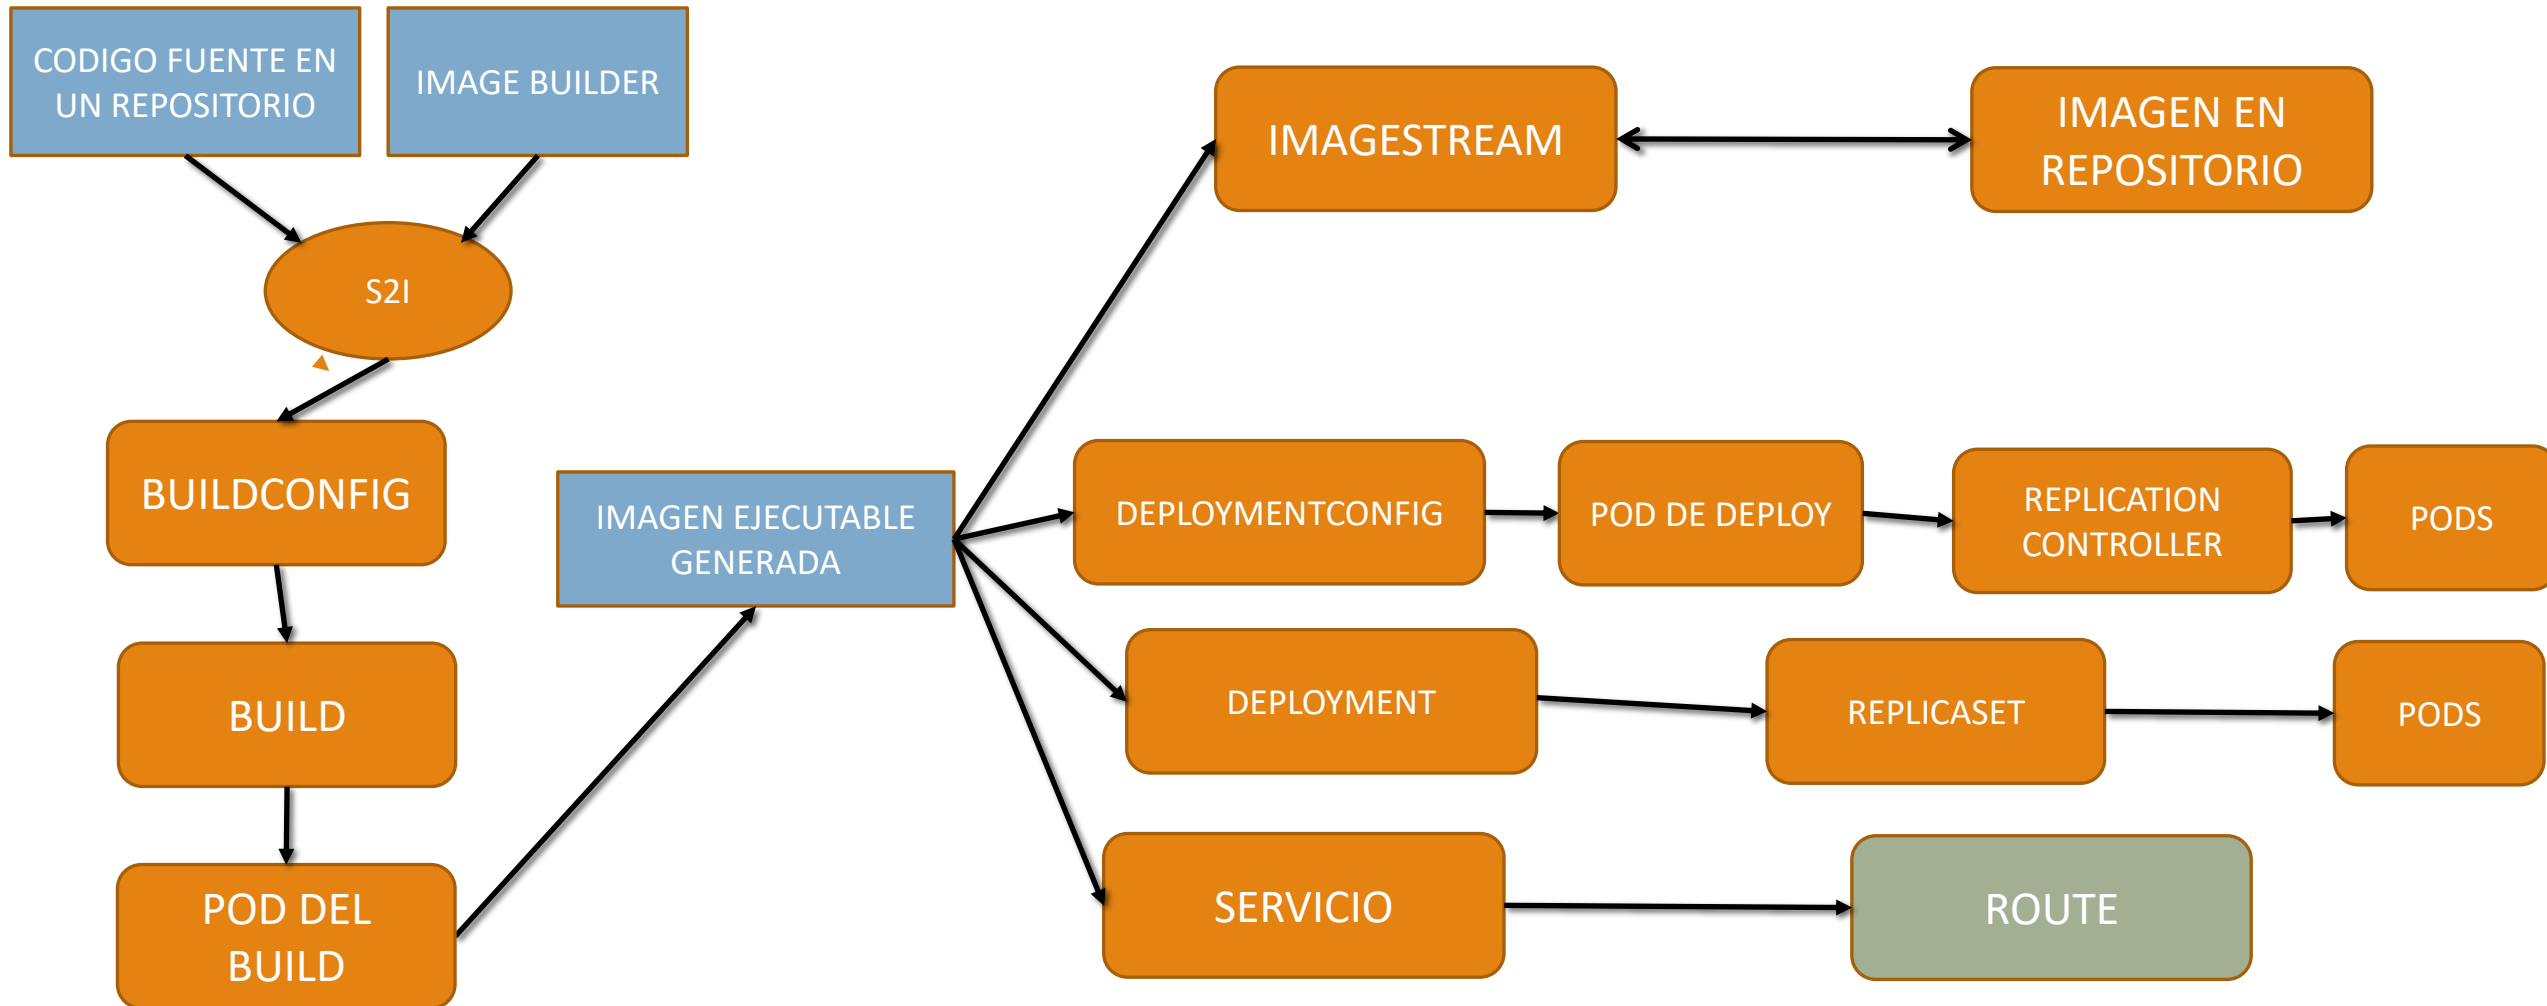 CODIGO FUENTE EN
UN REPOSITORIO
IMAGE BUILDER
S2I
BUILDCONFIG
BUILD
POD DEL
BUILD
IMAGEN EJECUTABLE
GENERADA
IMAGESTREAM
IMAGEN EN
REPOSITORIO
DEPLOYMENTCONFIG
POD DE DEPLOY
REPLICATION
CONTROLLER
PODS
DEPLOYMENT
REPLICASET
PODS
SERVICIO
ROUTE